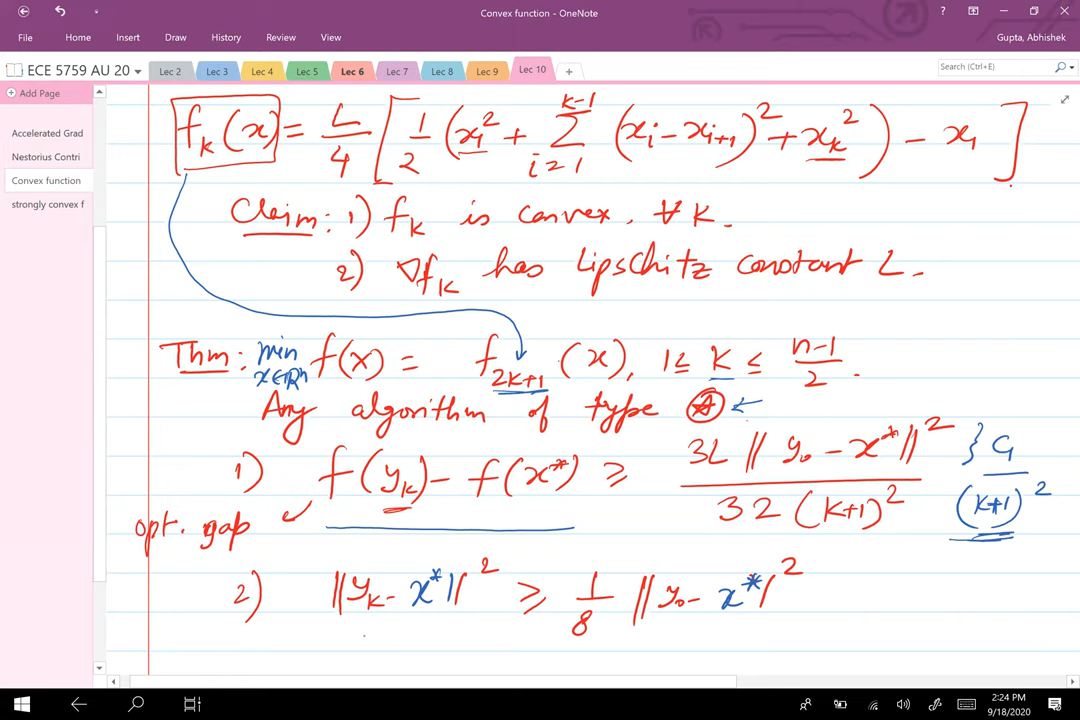 Convex function - OneNote
Gupta, Abhishek
File Home Insert Draw History Review View
ECE 5759 AU 20 Lec 2 Lec 3 Lec 4 Lec 5 Lec 6 Lec 7 Lec 8 Lec 9 Lec 10
Search (Ctrl+E)
Add Page
Accelerated Grad
Nestorius Contri
Convex function
strongly convex f
f_k(x) = L/4 [ 1/2 ( x_1^2 + ∑_{i=1}^{k-1} (x_i - x_{i+1})^2 + x_k^2 ) - x_1 ]
Claim: 1) f_k is convex, ∀ k.
2) ∇f_k has Lipschitz constant L.
Thm: min_{x∈ℝ^n} f(x) = f_{2k+1}(x), 1 ≤ k ≤ (n-1)/2.
Any algorithm of type
1) f(y_k) - f(x*) ≥ 3L ‖y_0 - x*‖^2 / 32 (k+1)^2 } C_1 / (k+1)^2
opt. gap
2) ‖y_k - x*‖^2 ≥ 1/8 ‖y_0 - x*‖^2
2:24 PM
9/18/2020